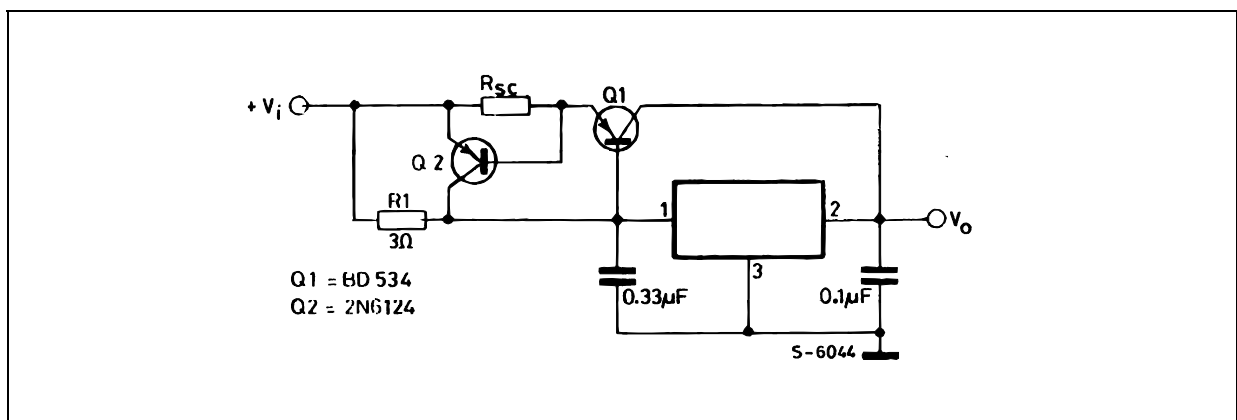 + Vi
Rsc
Q1
Q 2
R1
3Ω
1
2
Vo
3
0.33µF
0.1µF
Q1 = BD 534
Q2 = 2N6124
S-6044